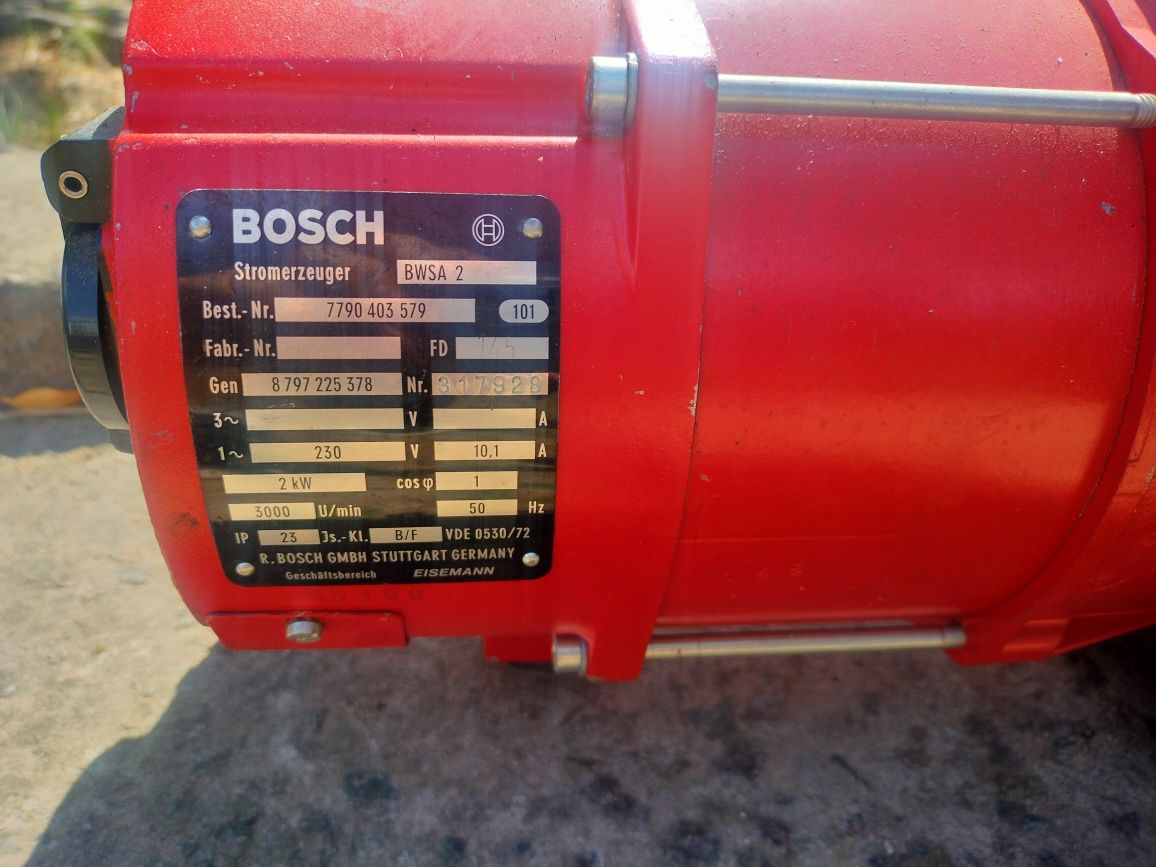 BOSCH
Stromerzeuger BWSA 2
Best.-Nr. 7790 403 579 101
Fabr.-Nr. FD
Gen 8 797 225 378 Nr. 317928
3~ V A
1~ 230 V 10,1 A
2 kW cos φ 1
3000 U/min 50 Hz
IP 23 Js.-Kl. B/F VDE 0530/72
R. BOSCH GMBH STUTTGART GERMANY
Geschäftsbereich EISEMANN